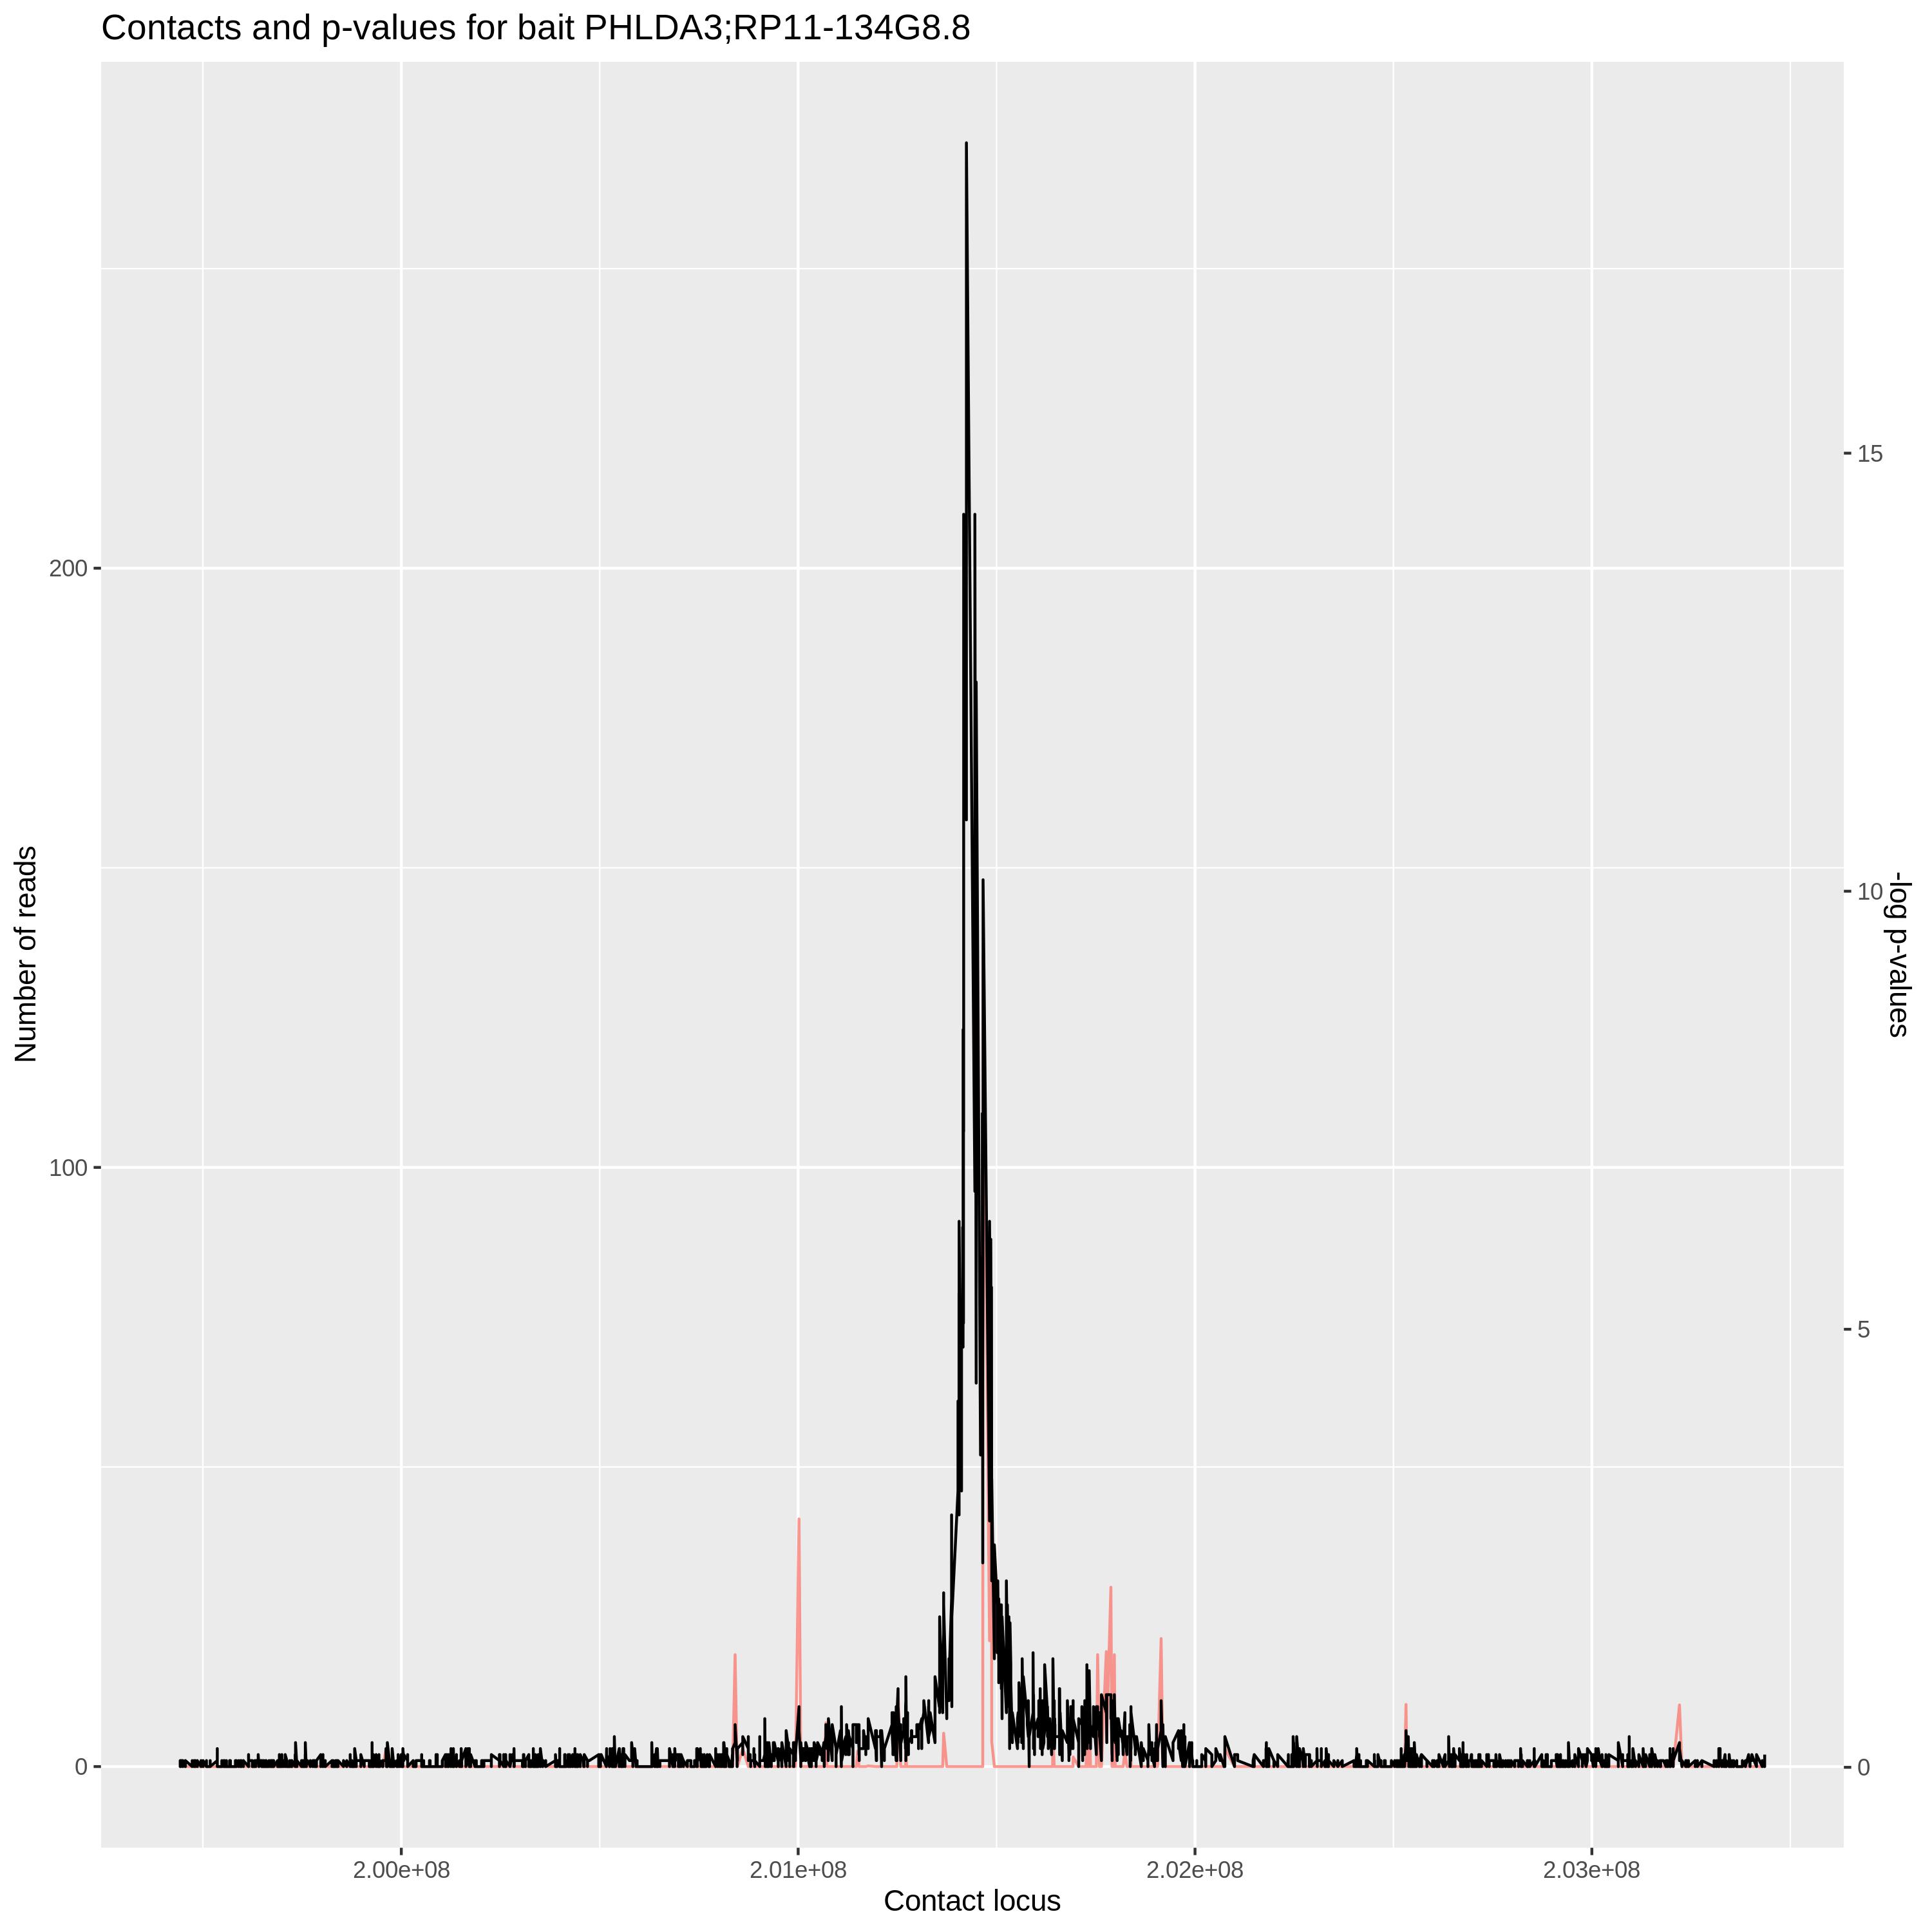 Contacts and p-values for bait PHLDA3;RP11-134G8.8
Number of reads
200
100
0
15
10
5
0
-log p-values
2.00e+08
2.01e+08
2.02e+08
2.03e+08
Contact locus